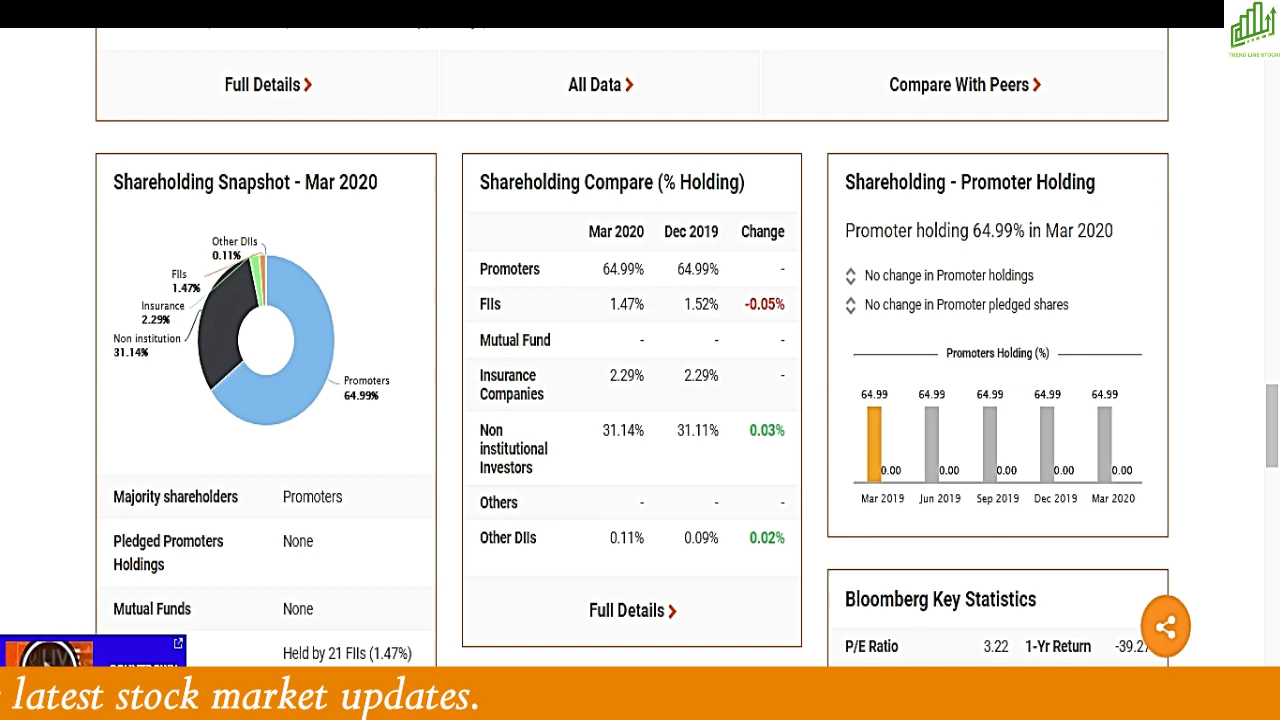 TREND LINE STOCKS
Full Details
All Data
Compare With Peers
Shareholding Snapshot - Mar 2020
Other DIIs
0.11%
FIIs
1.47%
Insurance
2.29%
Non institution
31.14%
Promoters
64.99%
Majority shareholders Promoters
Pledged Promoters Holdings None
Mutual Funds None
Held by 21 FIIs (1.47%)
Shareholding Compare (% Holding)
Mar 2020 Dec 2019 Change
Promoters 64.99% 64.99% -
FIIs 1.47% 1.52% -0.05%
Mutual Fund - - -
Insurance Companies 2.29% 2.29% -
Non institutional Investors 31.14% 31.11% 0.03%
Others - - -
Other DIIs 0.11% 0.09% 0.02%
Full Details
Shareholding - Promoter Holding
Promoter holding 64.99% in Mar 2020
No change in Promoter holdings
No change in Promoter pledged shares
Promoters Holding (%)
64.99 64.99 64.99 64.99 64.99
0.00 0.00 0.00 0.00 0.00
Mar 2019 Jun 2019 Sep 2019 Dec 2019 Mar 2020
Bloomberg Key Statistics
P/E Ratio 3.22 1-Yr Return -39.27
LIVE
latest stock market updates.